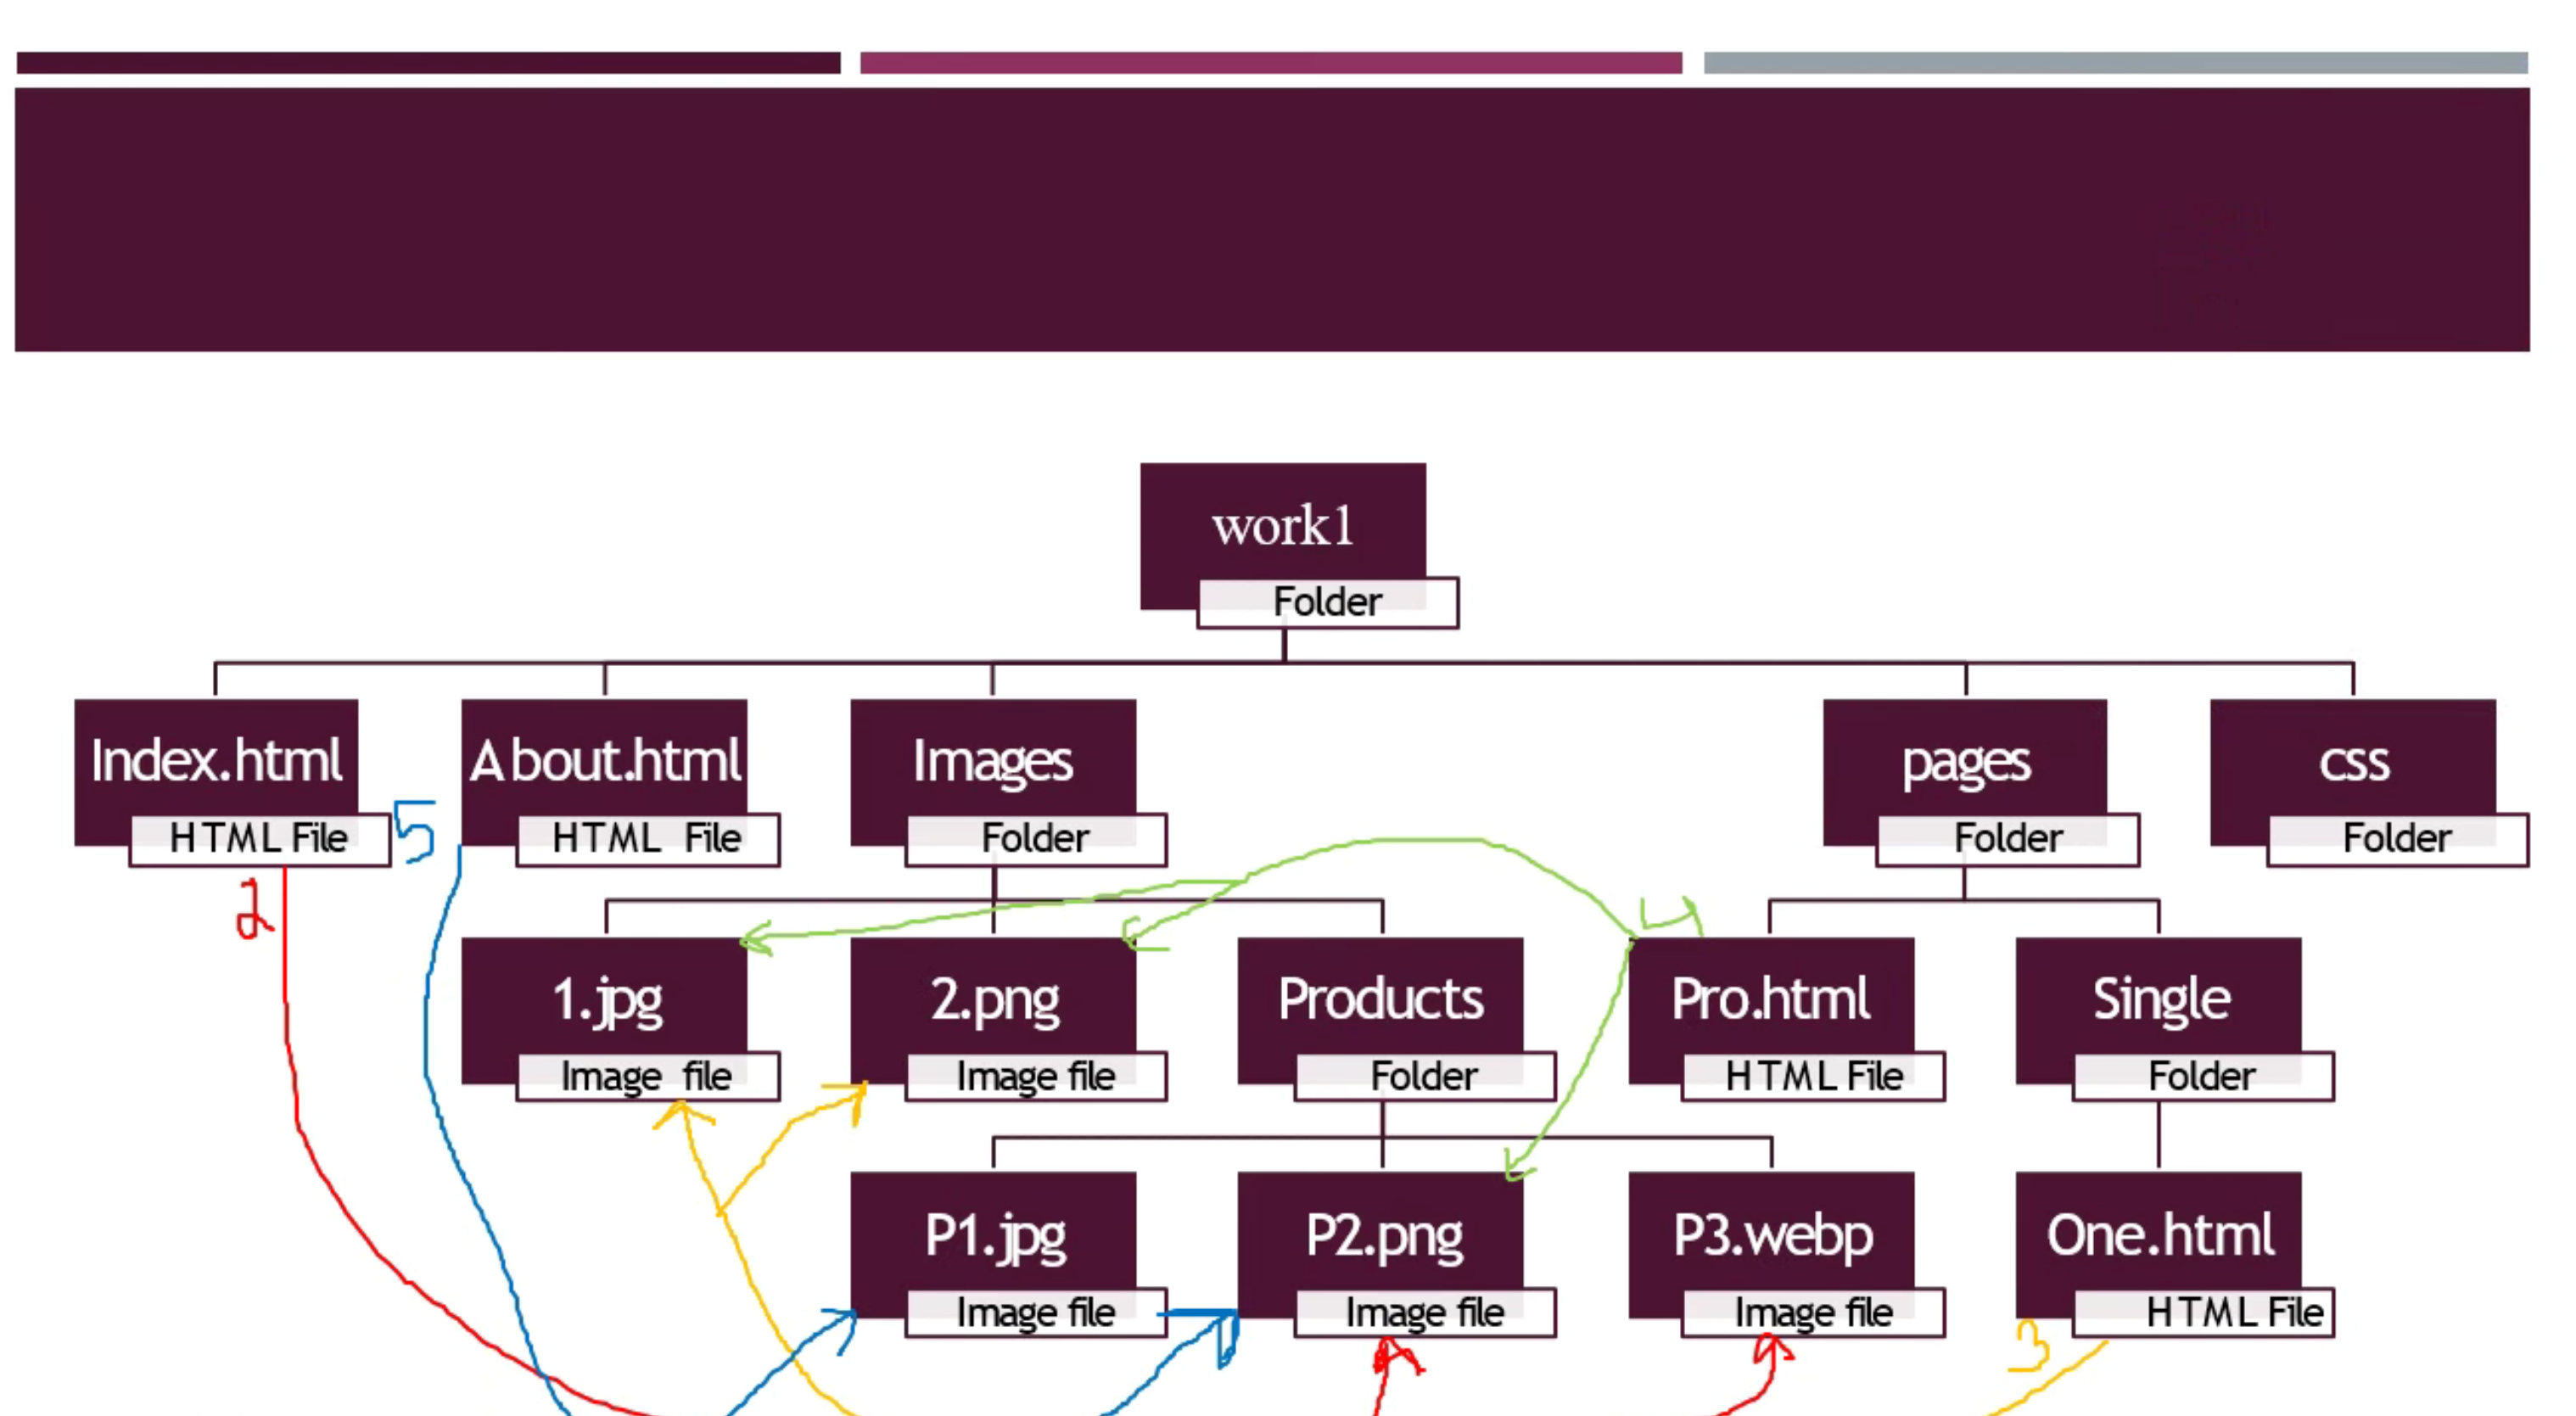 work1
Folder
Index.html
HTML File
5
About.html
HTML File
Images
Folder
pages
Folder
css
Folder
2
1.jpg
Image file
2.png
Image file
Products
Folder
Pro.html
HTML File
Single
Folder
P1.jpg
Image file
P2.png
Image file
P3.webp
Image file
One.html
HTML File
3